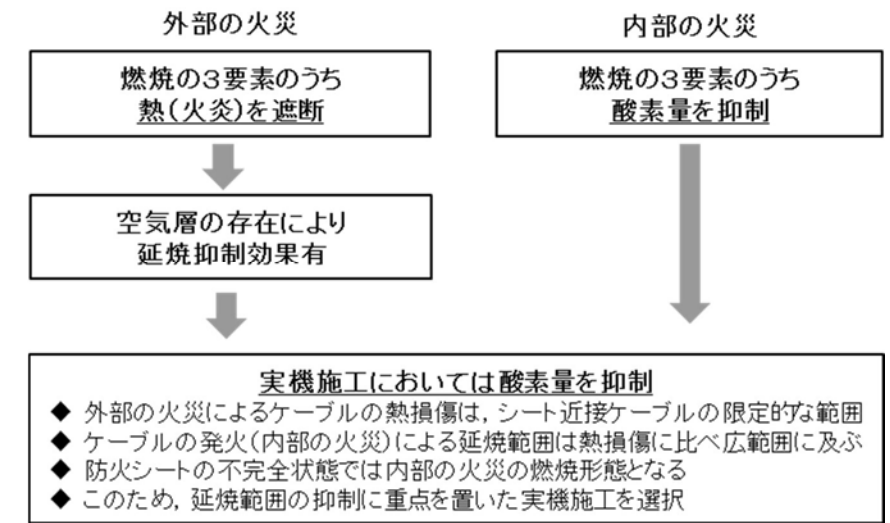 外部の火災
燃焼の3要素のうち
熱(火炎)を遮断
空気層の存在により
延焼抑制効果有
内部の火災
燃焼の3要素のうち
酸素量を抑制
実機施工においては酸素量を抑制
◆ 外部の火災によるケーブルの熱損傷は，シート近接ケーブルの限定的な範囲
◆ ケーブルの発火(内部の火災)による延焼範囲は熱損傷に比べ広範囲に及ぶ
◆ 防火シートの不完全状態では内部の火災の燃焼形態となる
◆ このため，延焼範囲の抑制に重点を置いた実機施工を選択